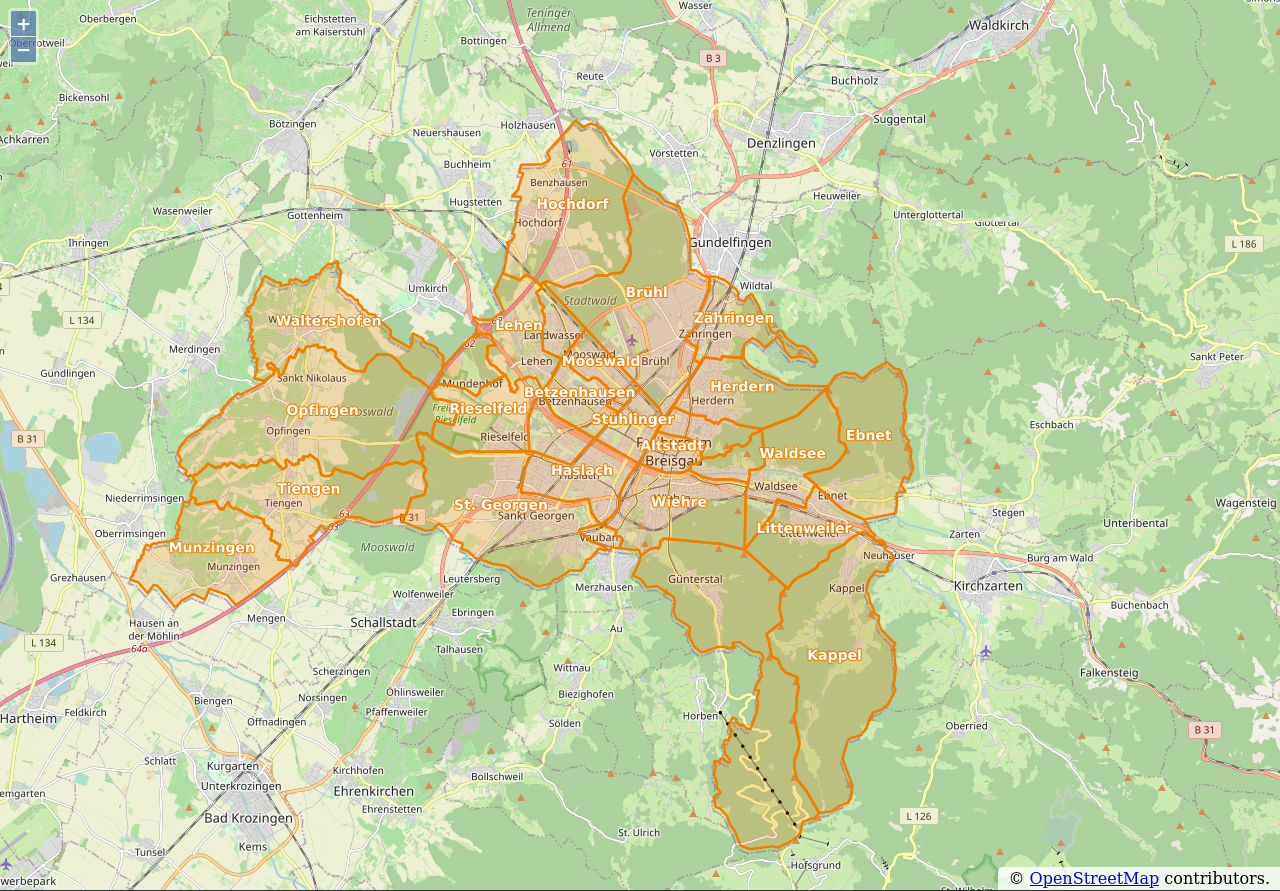 +
−
Oberbergen
Eichstetten
am Kaiserstuhl
Teninger
Allmend
Wasser
Waldkirch
Oberrotweil
Bottingen
B 3
Reute
Buchholz
Bickensohl
Suggental
Bötzingen
Neuershausen
Holzhausen
Denzlingen
Achkarren
Vörstetten
Buchheim
61
Benzhausen
Heuweiler
Hochdorf
Hugstetten
Wasenweiler
Gottenheim
Unterglottertal
Glottertal
Hochdorf
Ihringen
Gundelfingen
L 186
Umkirch
Wildtal
Brühl
Stadtwald
L 134
Waltershofen
Lehen
Zähringen
Landwasser
Zähringen
62
Merdingen
Mooswald
Mooswald
Lehen
Brühl
Sankt Peter
Gündlingen
Sankt Nikolaus
Mundenhof
Herdern
Betzenhausen
Betzenhausen
Herdern
Opfingen
Rieselfeld
Stühlinger
Eschbach
Opfingen
Rieselfeld
Ebnet
B 31
Altstadt
Waldsee
Breisgau
Haslach
Haslach
Tiengen
Waldsee
Ebnet
Niederrimsingen
Tiengen
St. Georgen
Wiehre
Wagensteig
63
Stegen
B 31
Sankt Georgen
Unteribental
63
Littenweiler
Littenweiler
Oberrimsingen
Zarten
Vauban
Munzingen
Mooswald
Neuhäuser
Burg am Wald
Munzingen
Grezhausen
Leutersberg
Günterstal
Merzhausen
Kappel
Kirchzarten
Wolfenweiler
Buchenbach
Ebringen
Mengen
Hausen an
der Möhlin
Schallstadt
Au
L 134
64a
Talhausen
Kappel
Wittnau
Scherzingen
Falkensteig
Öhlinsweiler
Biezighofen
Norsingen
Biengen
Feldkirch
Pfaffenweiler
Horben
Hartheim
Offnadingen
Sölden
Oberried
B 31
Schlatt
Kurgarten
Kirchhofen
Bollschweil
Unterkrozingen
Ehrenkirchen
Ehrenstetten
Bad Krozingen
L 126
St. Ulrich
Kems
Tunsel
Hofsgrund
© OpenStreetMap contributors.